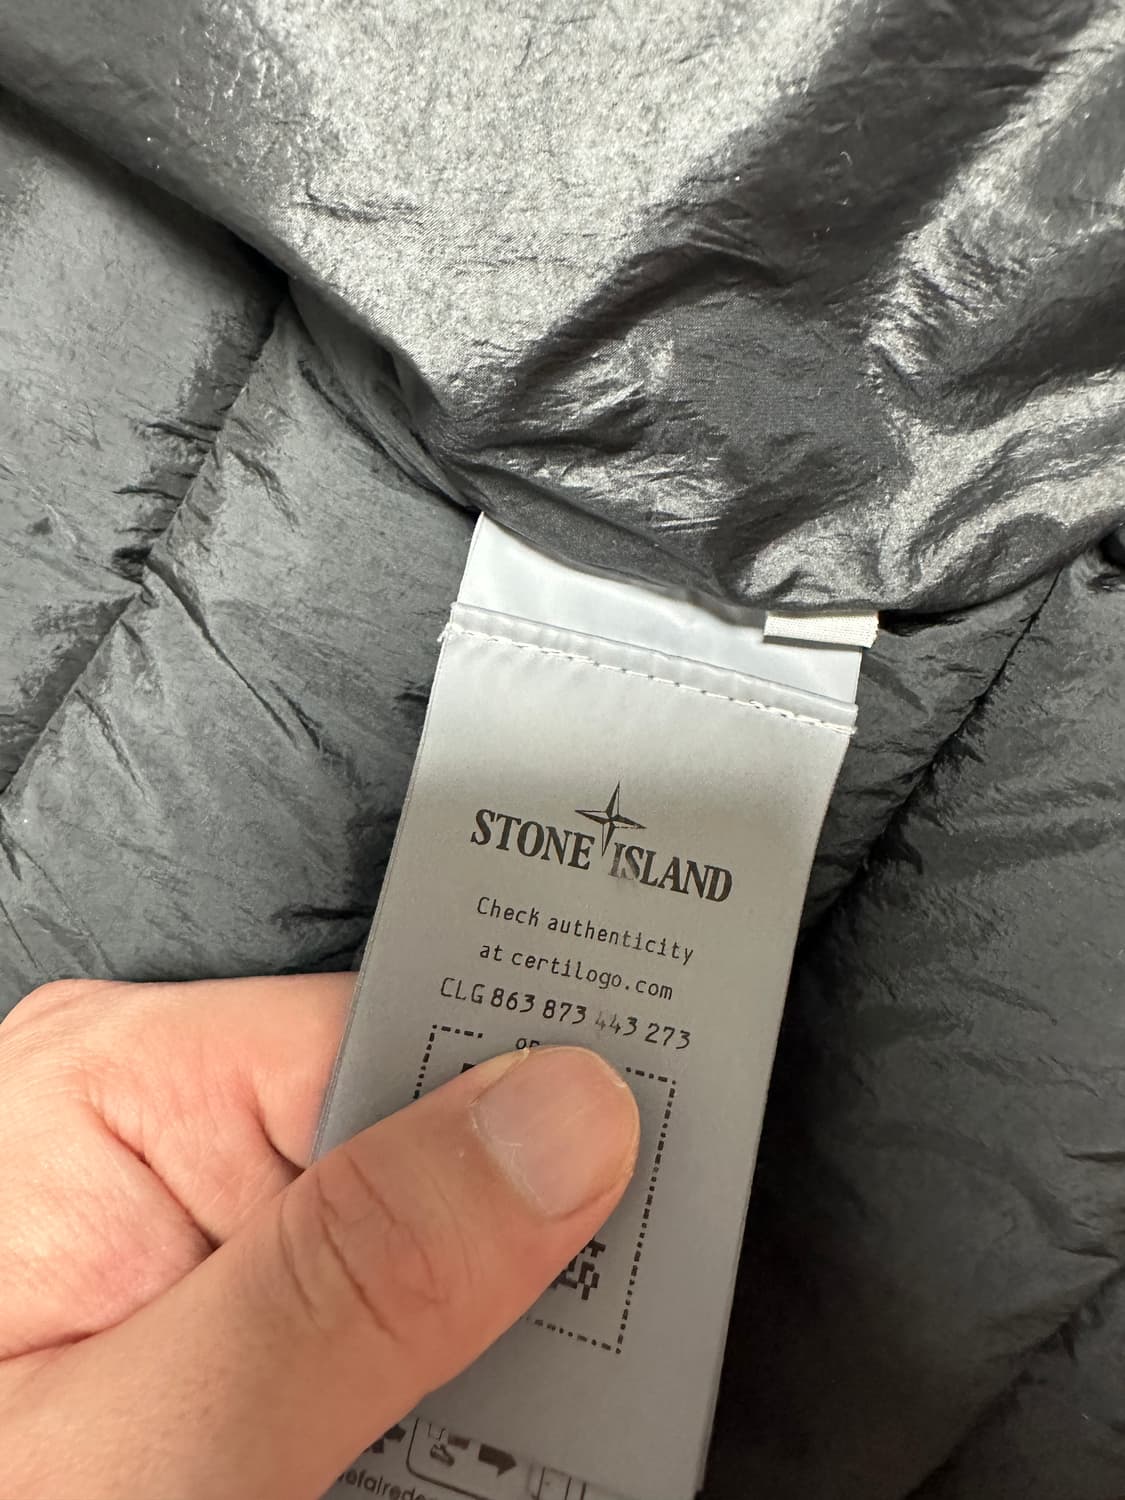 STONE ISLAND
Check authenticity
at certilogo.com
CLG 863 873 443 273